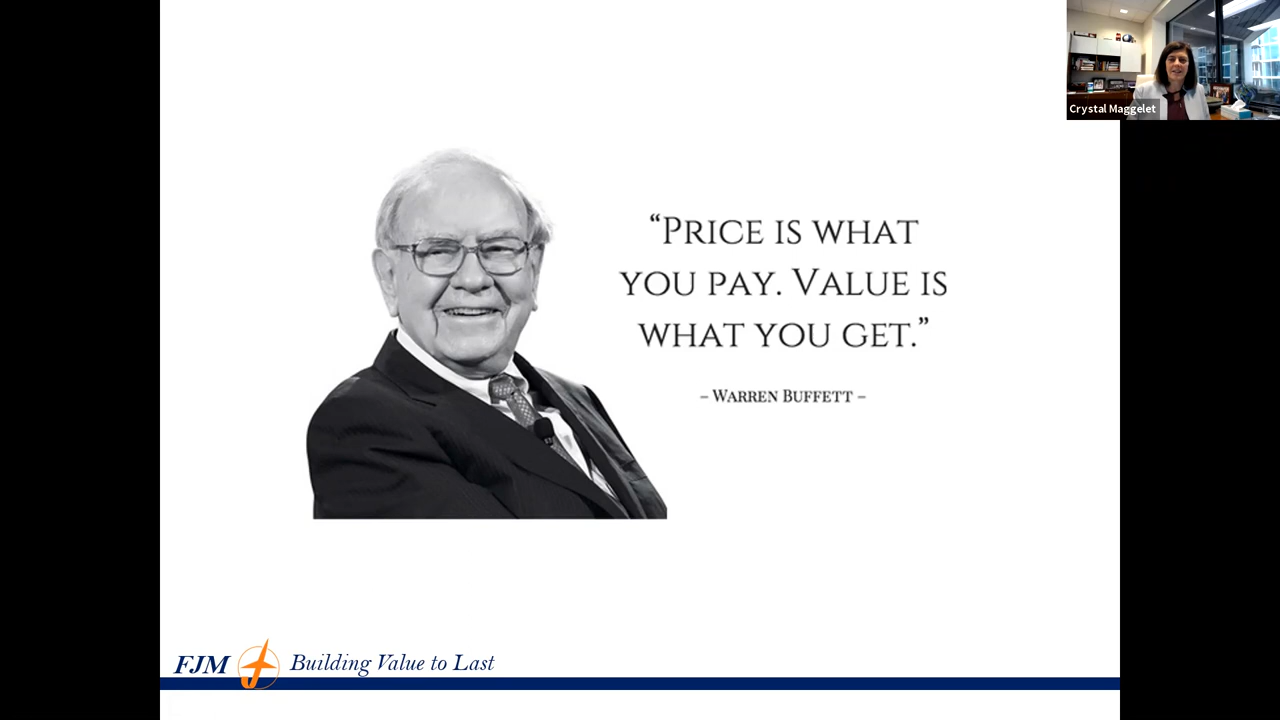 Crystal Maggelet
“Price is what
you pay. Value is
what you get.”
– Warren Buffett –
FJM Building Value to Last